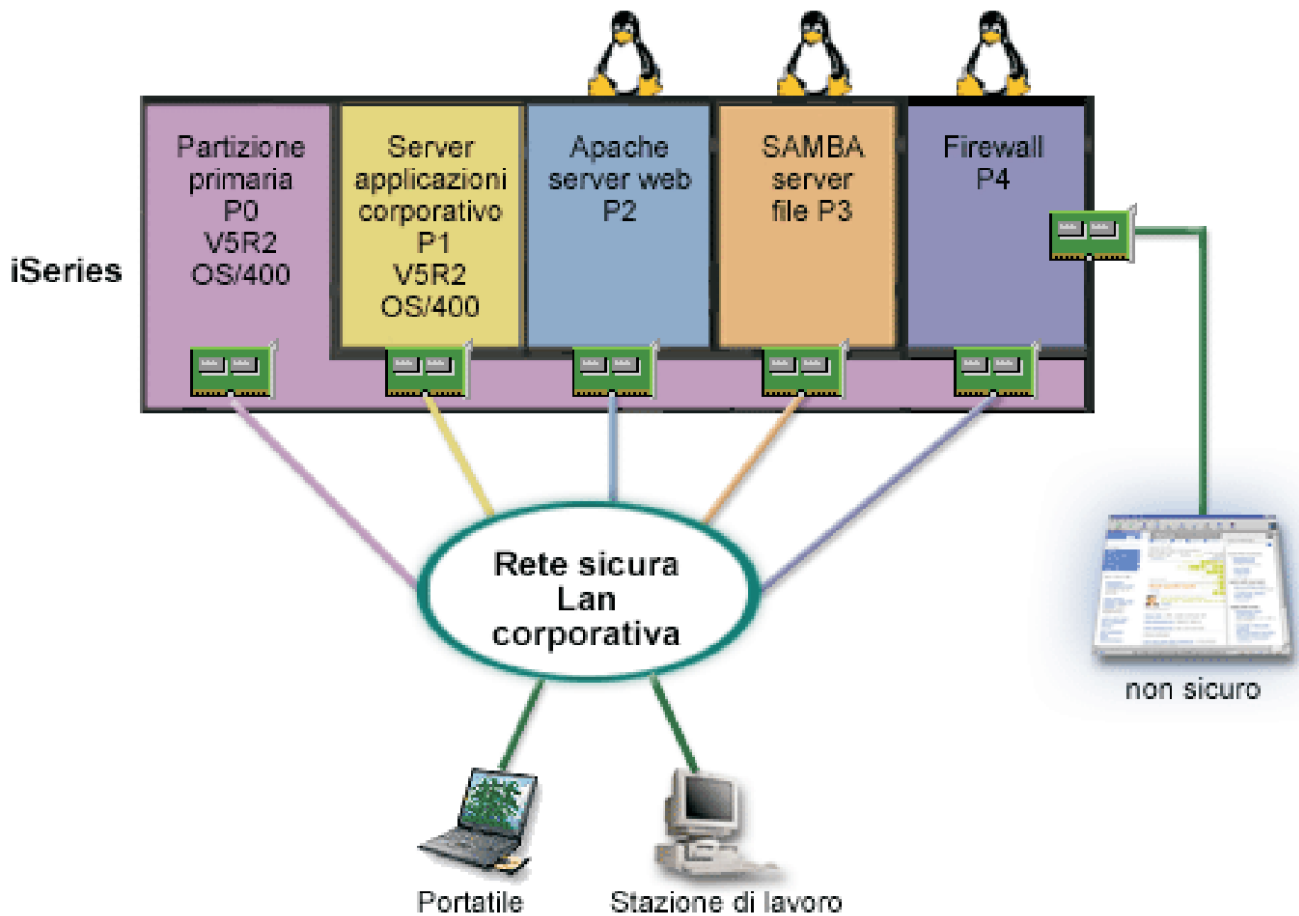 Partizione
primaria
P0
V5R2
OS/400
Server
applicazioni
corporativo
P1
V5R2
OS/400
Apache
server web
P2
SAMBA
server
file P3
Firewall
P4
iSeries
Rete sicura
Lan
corporativa
non sicuro
Portatile
Stazione di lavoro